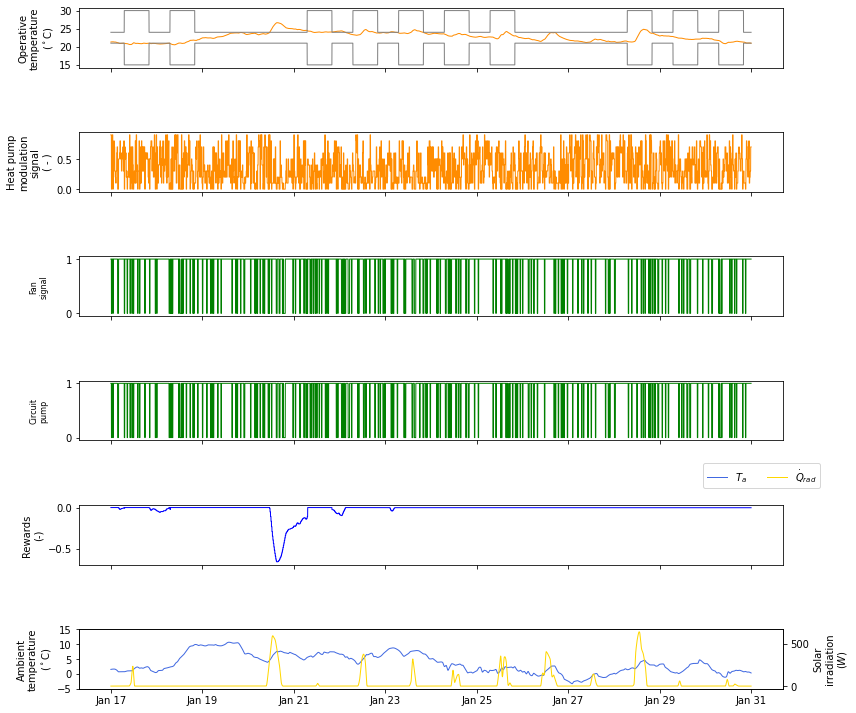 Operative
temperature
(°C)
30
25
20
15
Heat pump
modulation
signal
( - )
0.5
0.0
Fan
signal
1
0
Circuit
pump
1
0
T_a
Q̇_rad
Rewards
(-)
0.0
−0.5
Ambient
temperature
(°C)
15
10
5
0
−5
500
0
Solar
irradiation
(W)
Jan 17
Jan 19
Jan 21
Jan 23
Jan 25
Jan 27
Jan 29
Jan 31